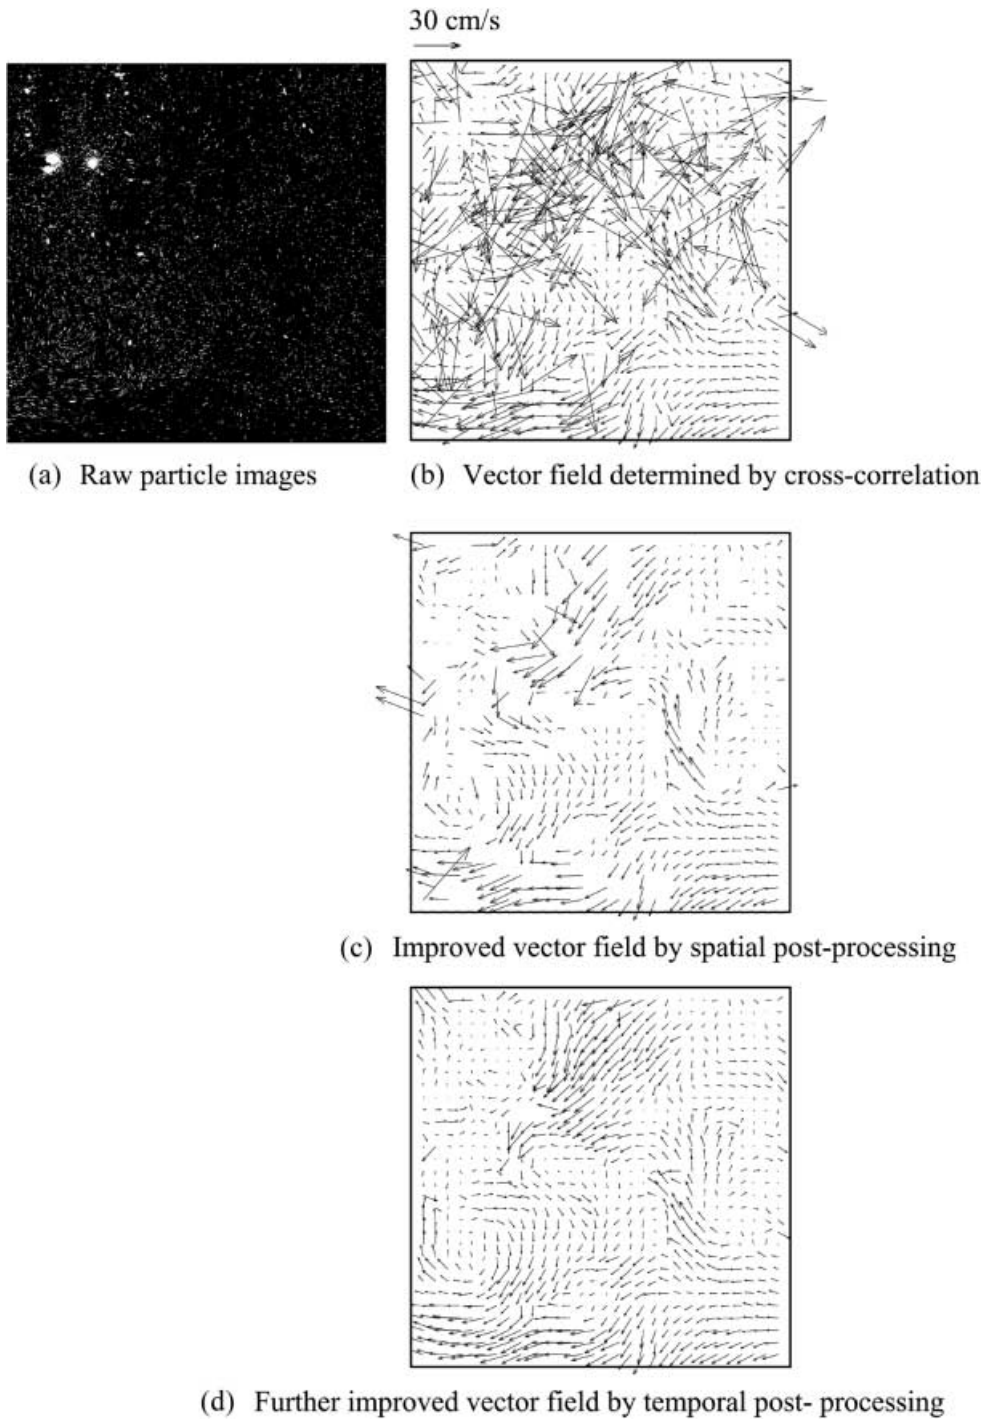 30 cm/s
(a) Raw particle images
(b) Vector field determined by cross-correlation
(c) Improved vector field by spatial post-processing
(d) Further improved vector field by temporal post- processing